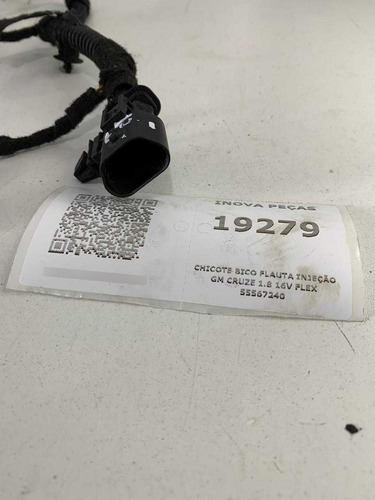 INOVA PEÇAS
19279
CHICOTE BICO FLAUTA INJEÇÃO
GM CRUZE 1.8 16V FLEX
55567240